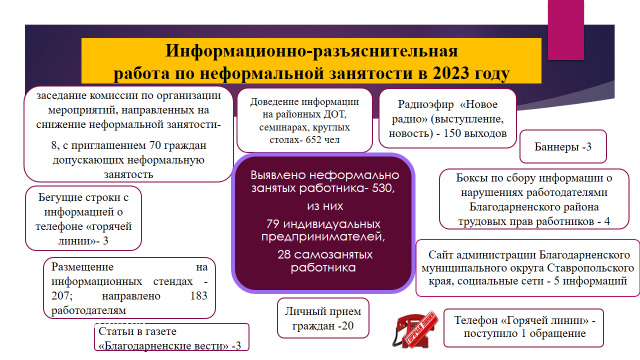 Информационно-разъяснительная
работа по неформальной занятости в 2023 году
заседание комиссии по организации
мероприятий, направленных на
снижение неформальной занятости-
8, с приглашением 70 граждан
допускающих неформальную
занятость
Доведение информации
на районных ДОТ,
семинарах, круглых
столах- 652 чел
Радиоэфир «Новое
радио» (выступление,
новость) - 150 выходов
Баннеры -3
Бегущие строки с
информацией о
телефоне «горячей
линии»- 3
Выявлено неформально
занятых работника- 530,
из них
79 индивидуальных
предпринимателей,
28 самозанятых
работника
Боксы по сбору информации о
нарушениях работодателями
Благодарненского района
трудовых прав работников - 4
Размещение на
информационных стендах -
207; направлено 183
работодателям
Сайт администрации Благодарненского
муниципального округа Ставропольского
края, социальные сети - 5 информаций
Статьи в газете
«Благодарненские вести» -3
Личный прием
граждан -20
Телефон «Горячей линии» -
поступило 1 обращение